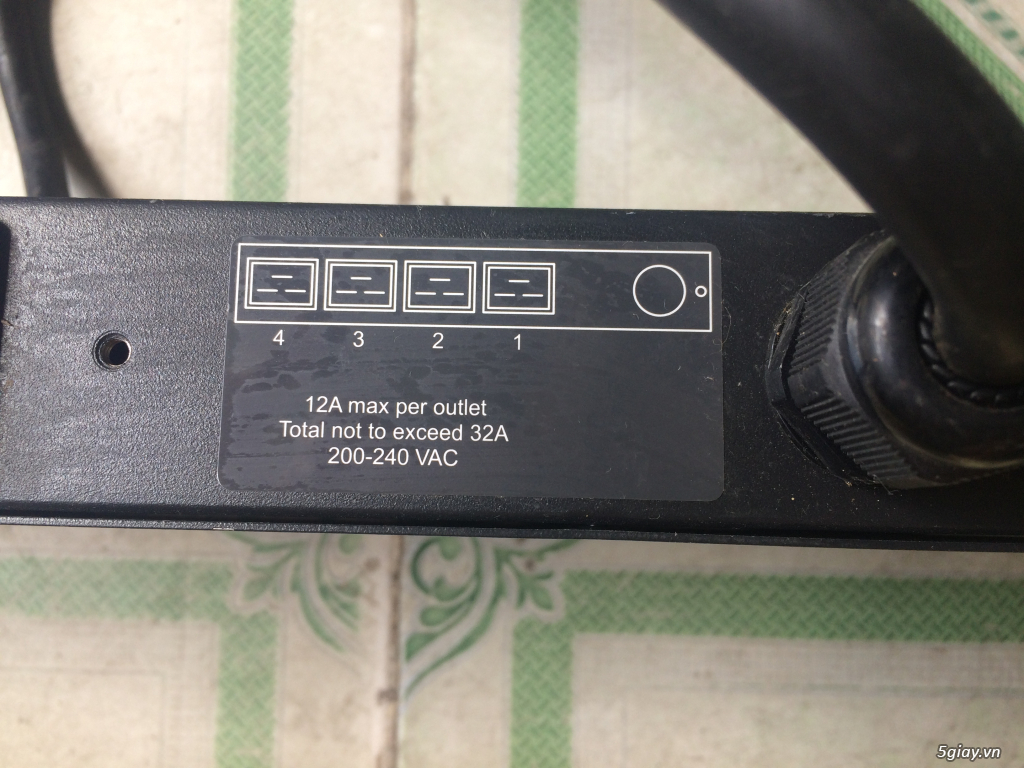 4 3 2 1
12A max per outlet
Total not to exceed 32A
200-240 VAC
5giay.vn